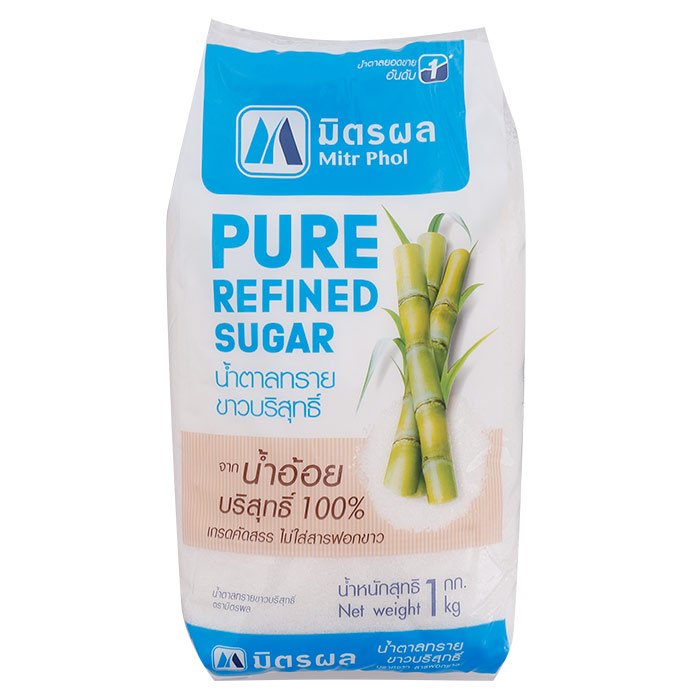 น้ำตาลยอดขาย
อันดับ 1
มิตรผล
Mitr Phol
PURE
REFINED
SUGAR
น้ำตาลทราย
ขาวบริสุทธิ์
จาก น้ำอ้อย
บริสุทธิ์ 100%
เกรดคัดสรร ไม่ใส่สารฟอกขาว
น้ำตาลทรายขาวบริสุทธิ์
ตรามิตรผล
น้ำหนักสุทธิ 1 กก.
Net weight 1 kg
มิตรผล
น้ำตาลทราย
ขาวบริสุทธิ์